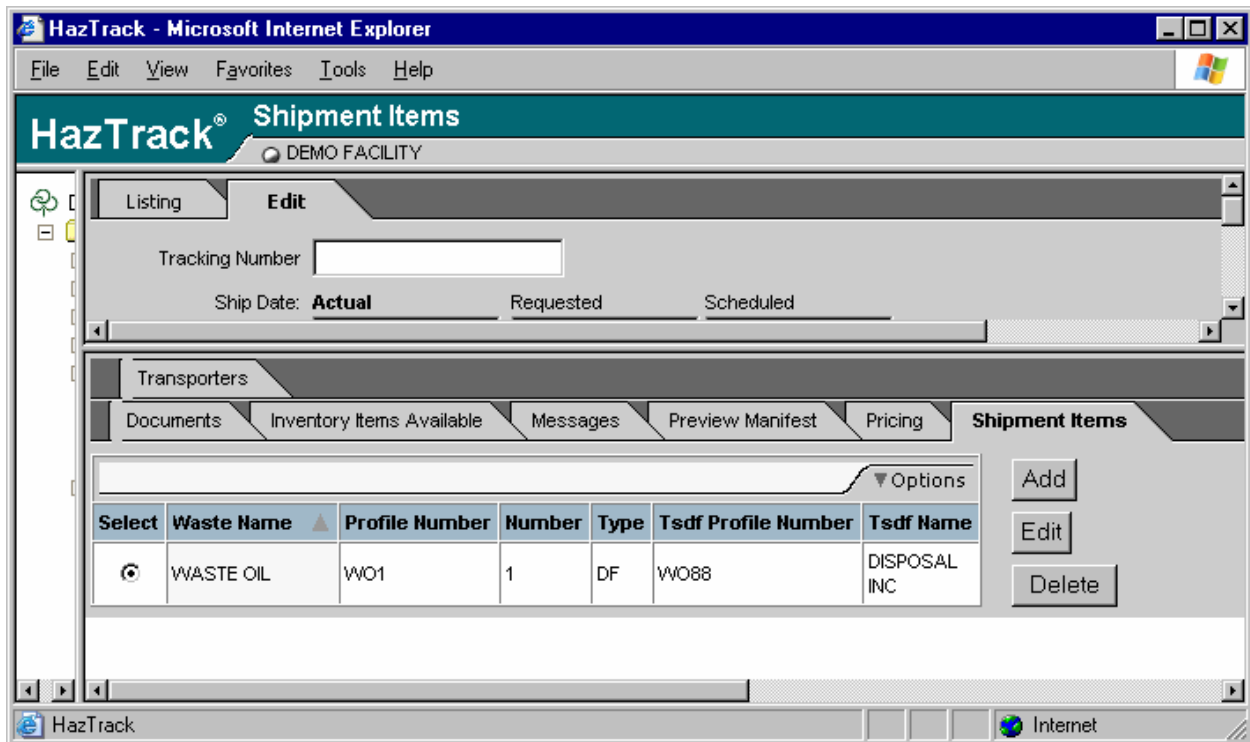 HazTrack - Microsoft Internet Explorer
File Edit View Favorites Tools Help
HazTrack® Shipment Items
DEMO FACILITY
Listing Edit
Tracking Number
Ship Date: Actual Requested Scheduled
Transporters
Documents Inventory Items Available Messages Preview Manifest Pricing Shipment Items
Options Add
Select Waste Name Profile Number Number Type Tsdf Profile Number Tsdf Name
Edit
WASTE OIL WO1 1 DF WO88 DISPOSAL INC
Delete
HazTrack Internet